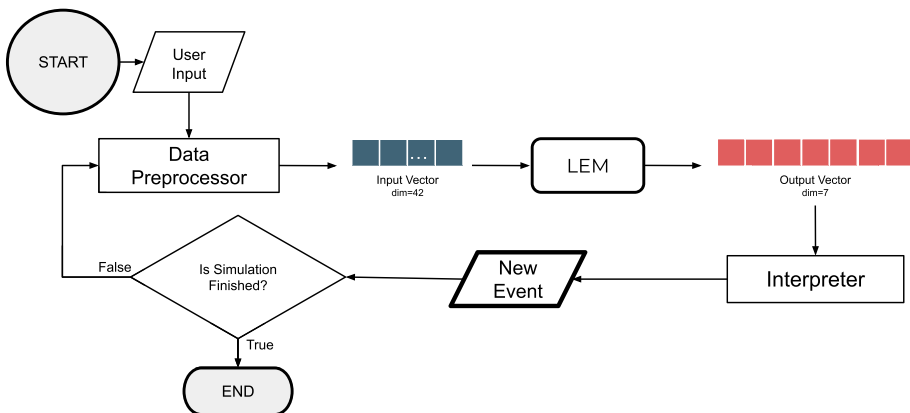 START
User
Input
Data
Preprocessor
...
Input Vector
dim=42
LEM
Output Vector
dim=7
Interpreter
New
Event
Is Simulation
Finished?
False
True
END